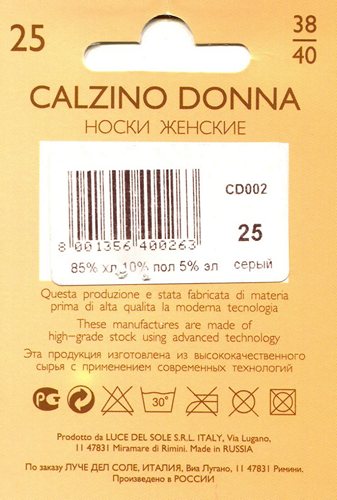 25
38
40
CALZINO DONNA
НОСКИ ЖЕНСКИЕ
CD002
25
8 001356 400263
85% хл 10% пол 5% эл серый
Questa produzione e stata fabricata di materia
prima di alta qualita la moderna tecnologia
These manufactures are made of
high-grade stock using advanced technology
Эта продукция изготовлена из высококачественного
сырья с применением современных технологий
РС
30°
Prodotto da LUCE DEL SOLE S.R.L. ITALY, Via Lugano,
11 47831 Miramare di Rimini. Made in RUSSIA
По заказу ЛУЧЕ ДЕЛ СОЛЕ, ИТАЛИЯ, Виа Лугано, 11 47831 Римини.
Произведено в РОССИИ